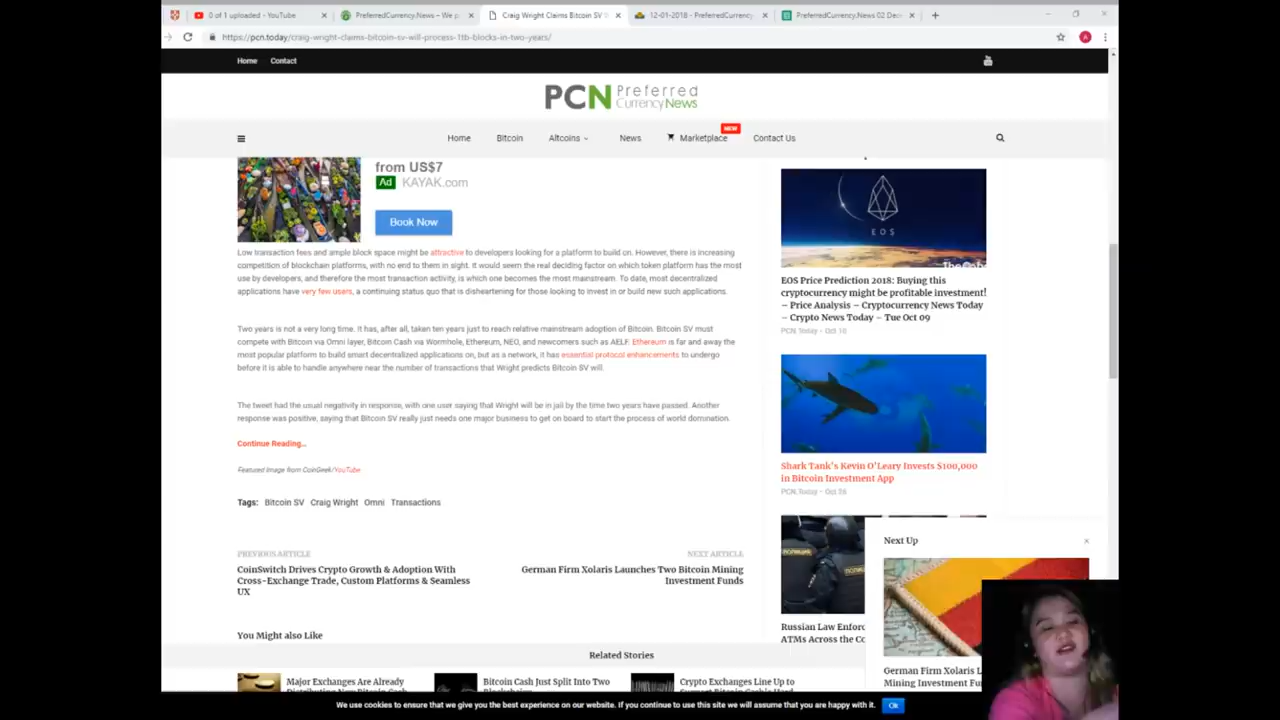 0 of 1 uploaded - YouTube
PreferredCurrency.News – We p
Craig Wright Claims Bitcoin SV
12-01-2018 - PreferredCurrency
PreferredCurrency.News 02 Dec
https://pcn.today/craig-wright-claims-bitcoin-sv-will-process-1tb-blocks-in-two-years/
A
Home
Contact
PCN Preferred
CurrencyNews
Home
Bitcoin
Altcoins
News
Marketplace
NEW
Contact Us
from US$7
Ad KAYAK.com
Book Now
Low transaction fees and ample block space might be attractive to developers looking for a platform to build on. However, there is increasing
competition of blockchain platforms, with no end to them in sight. It would seem the real deciding factor on which token platform has the most
use by developers, and therefore the most transaction activity, is which one becomes the most mainstream. To date, most decentralized
applications have very few users, a continuing status quo that is disheartening for those looking to invest in or build new such applications.
Two years is not a very long time. It has, after all, taken ten years just to reach relative mainstream adoption of Bitcoin. Bitcoin SV must
compete with Bitcoin via Omni layer, Bitcoin Cash via Wormhole, Ethereum, NEO, and newcomers such as AELF. Ethereum is far and away the
most popular platform to build smart decentralized applications on, but as a network, it has essential protocal enhancements to undergo
before it is able to handle anywhere near the number of transactions that Wright predicts Bitcoin SV will.
The tweet had the usual negativity in response, with one user saying that Wright will be in jail by the time two years have passed. Another
response was positive, saying that Bitcoin SV really just needs one major business to get on board to start the process of world domination.
Continue Reading...
Featured Image from CoinGeek/YouTube
Tags: Bitcoin SV Craig Wright Omni Transactions
PREVIOUS ARTICLE
CoinSwitch Drives Crypto Growth & Adoption With
Cross-Exchange Trade, Custom Platforms & Seamless
UX
NEXT ARTICLE
German Firm Xolaris Launches Two Bitcoin Mining
Investment Funds
You Might also Like
Related Stories
Major Exchanges Are Already
Bitcoin Cash Just Split Into Two
Crypto Exchanges Line Up to
EOS
EOS Price Prediction 2018: Buying this
cryptocurrency might be profitable investment!
– Price Analysis – Cryptocurrency News Today
– Crypto News Today – Tue Oct 09
PCN.Today - Oct 10
Shark Tank's Kevin O'Leary Invests $100,000
in Bitcoin Investment App
PCN.Today - Oct 26
Russian Law Enforc
ATMs Across the Co
Next Up
German Firm Xolaris L
Mining Investment Fu
We use cookies to ensure that we give you the best experience on our website. If you continue to use this site we will assume that you are happy with it.
Ok